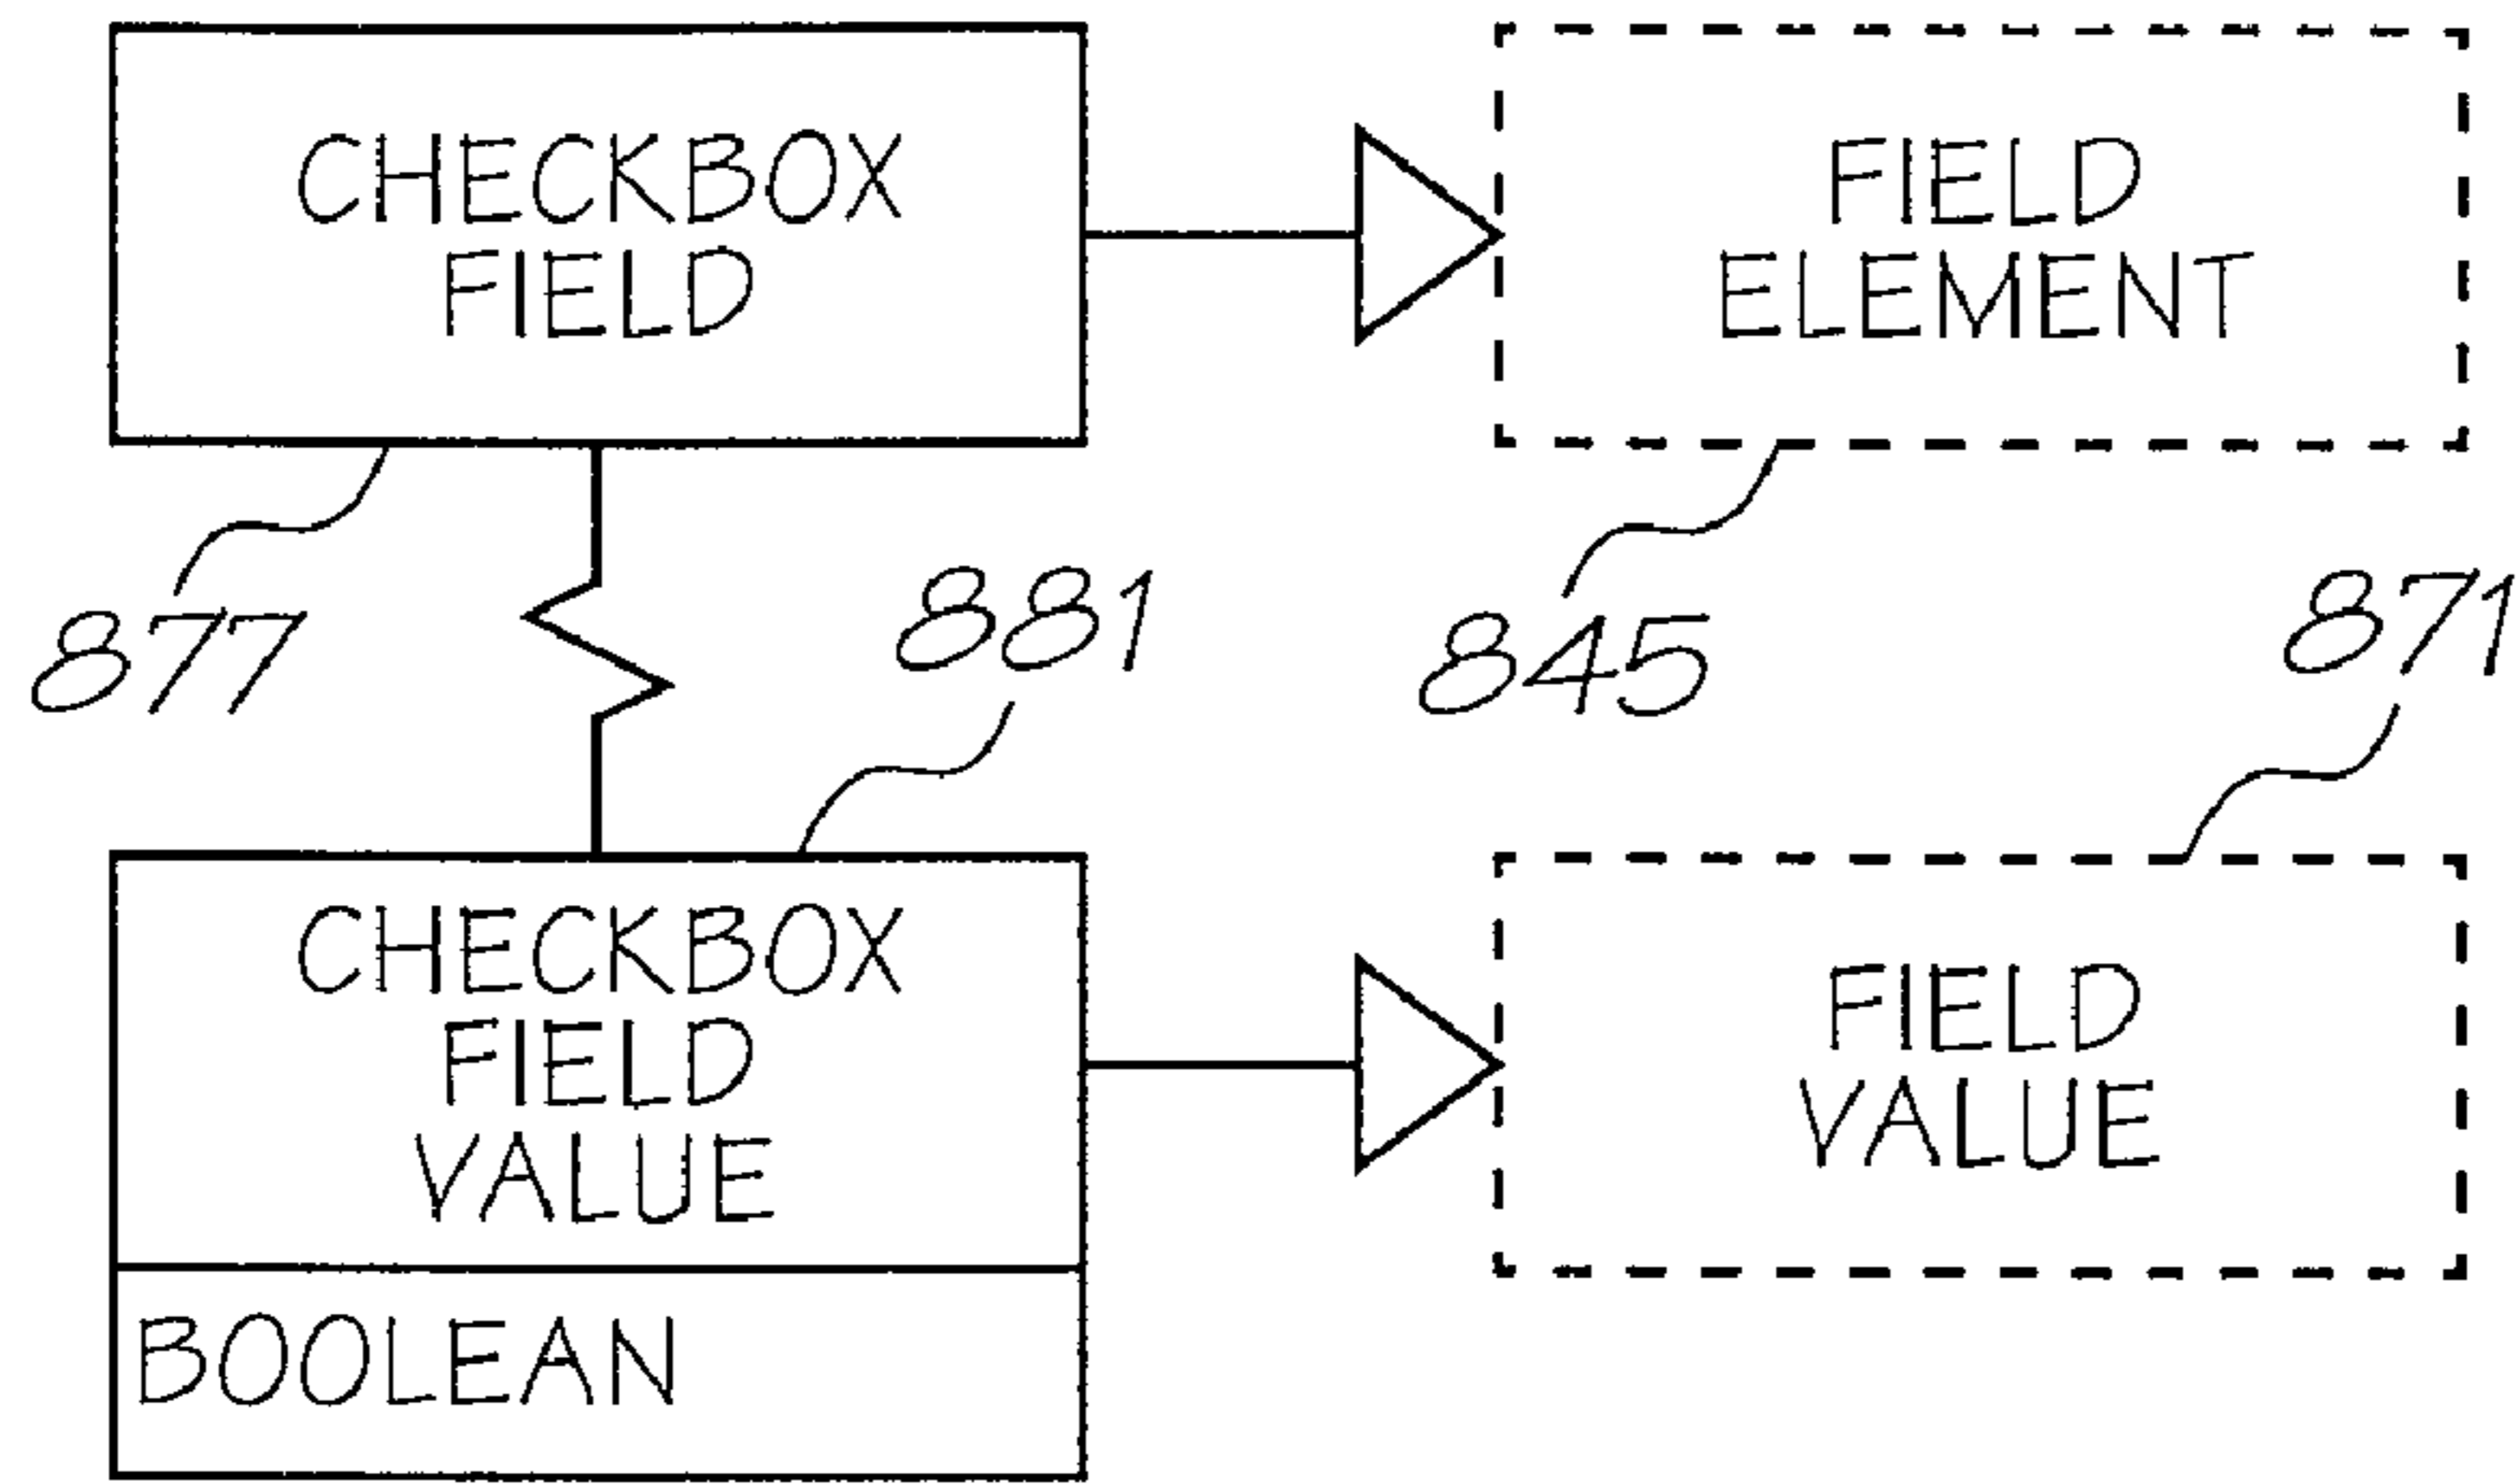 CHECKBOX
FIELD
FIELD
ELEMENT
877
881
845
871
CHECKBOX
FIELD
VALUE
BOOLEAN
FIELD
VALUE